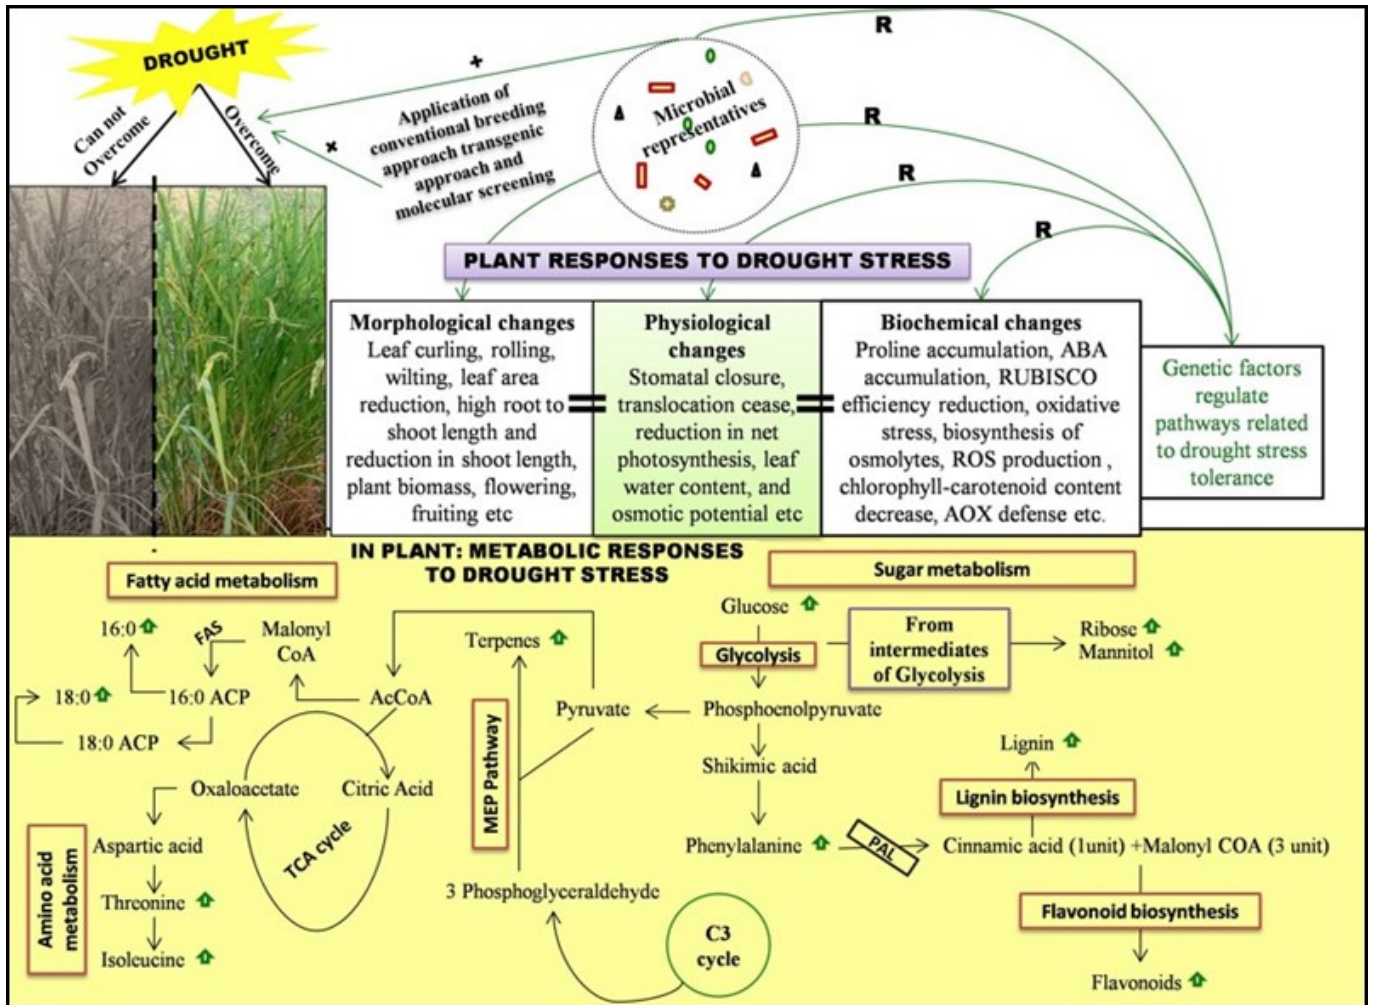 DROUGHT
Can not
Overcome
Overcome
+
+
Application of
conventional breeding
approach transgenic
approach and
molecular screening
Microbial
representatives
R
R
R
R
PLANT RESPONSES TO DROUGHT STRESS
Morphological changes
Leaf curling, rolling,
wilting, leaf area
reduction, high root to
shoot length and
reduction in shoot length,
plant biomass, flowering,
fruiting etc
Physiological
changes
Stomatal closure,
translocation cease,
reduction in net
photosynthesis, leaf
water content, and
osmotic potential etc
Biochemical changes
Proline accumulation, ABA
accumulation, RUBISCO
efficiency reduction, oxidative
stress, biosynthesis of
osmolytes, ROS production ,
chlorophyll-carotenoid content
decrease, AOX defense etc.
Genetic factors
regulate
pathways related
to drought stress
tolerance
IN PLANT: METABOLIC RESPONSES
TO DROUGHT STRESS
Fatty acid metabolism
16:0
FAS
Malonyl
CoA
18:0
16:0 ACP
AcCoA
18:0 ACP
Oxaloacetate
Citric Acid
TCA cycle
Amino acid
metabolism
Aspartic acid
Threonine
Isoleucine
Terpenes
MEP Pathway
Pyruvate
3 Phosphoglyceraldehyde
C3
cycle
Sugar metabolism
Glucose
Glycolysis
From
intermediates
of Glycolysis
Ribose
Mannitol
Phosphoenolpyruvate
Shikimic acid
Phenylalanine
PAL
Lignin
Lignin biosynthesis
Cinnamic acid (1unit) +Malonyl COA (3 unit)
Flavonoid biosynthesis
Flavonoids